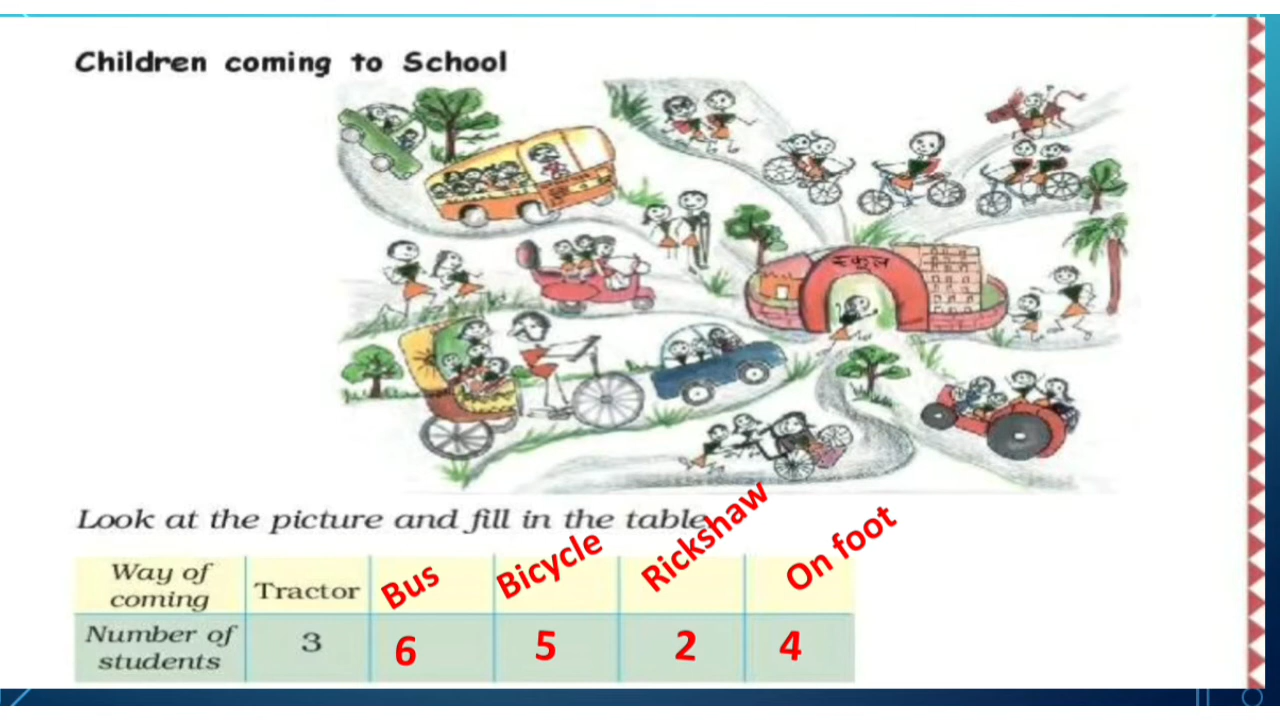 Children coming to School
स्कूल
Look at the picture and fill in the table
Way of coming Tractor Bus Bicycle Rickshaw On foot
Number of students 3 6 5 2 4